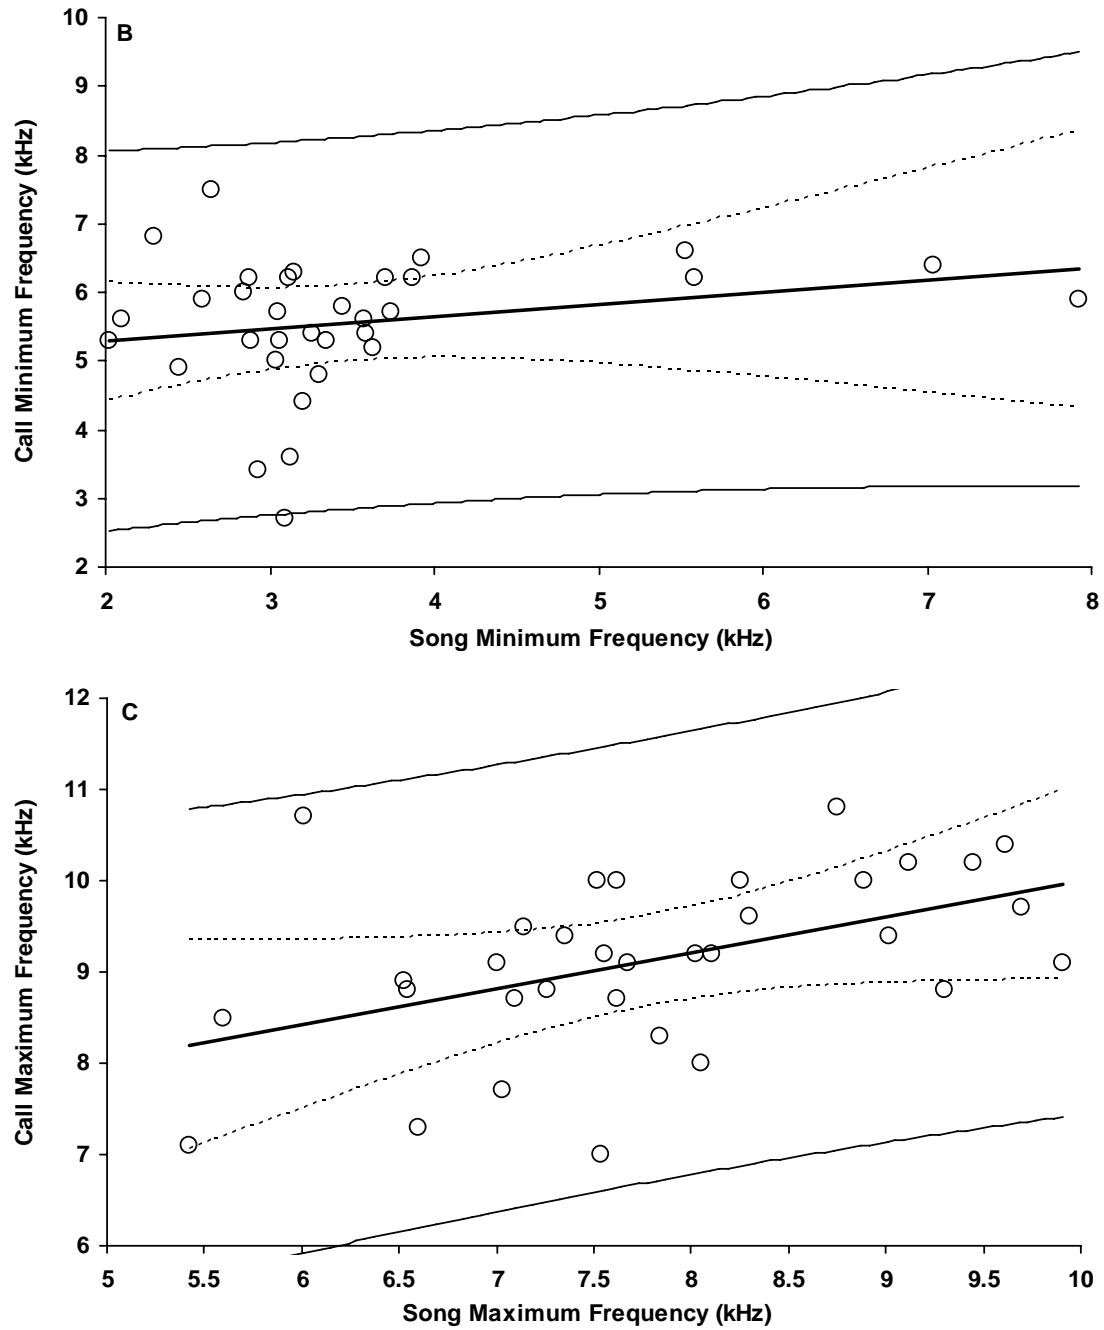 10
B
9
8
7
6
5
4
3
2
Call Minimum Frequency (kHz)
2 3 4 5 6 7 8
Song Minimum Frequency (kHz)
12
C
11
10
9
8
7
6
Call Maximum Frequency (kHz)
5 5.5 6 6.5 7 7.5 8 8.5 9 9.5 10
Song Maximum Frequency (kHz)